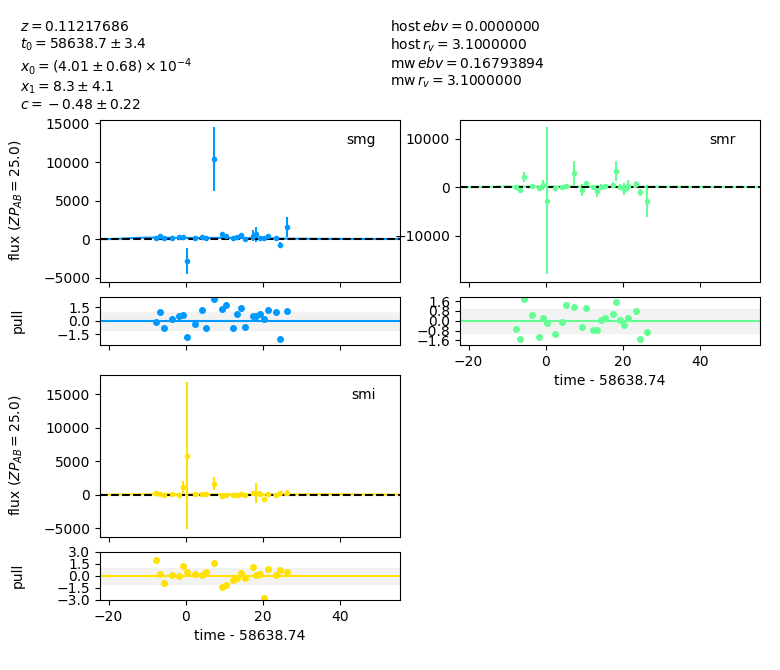 z = 0.11217686
t₀ = 58638.7 ± 3.4
x₀ = (4.01 ± 0.68) × 10⁻⁴
x₁ = 8.3 ± 4.1
c = −0.48 ± 0.22
host ebv = 0.0000000
host r_v = 3.1000000
mw ebv = 0.16793894
mw r_v = 3.1000000
smg
15000
10000
5000
0
−5000
flux (ZP_AB = 25.0)
1.5
0.0
−1.5
pull
smr
10000
0
−10000
1.6
0.8
0.0
−0.8
−1.6
−20 0 20 40
time - 58638.74
smi
15000
10000
5000
0
−5000
flux (ZP_AB = 25.0)
3.0
1.5
0.0
−1.5
−3.0
pull
−20 0 20 40
time - 58638.74